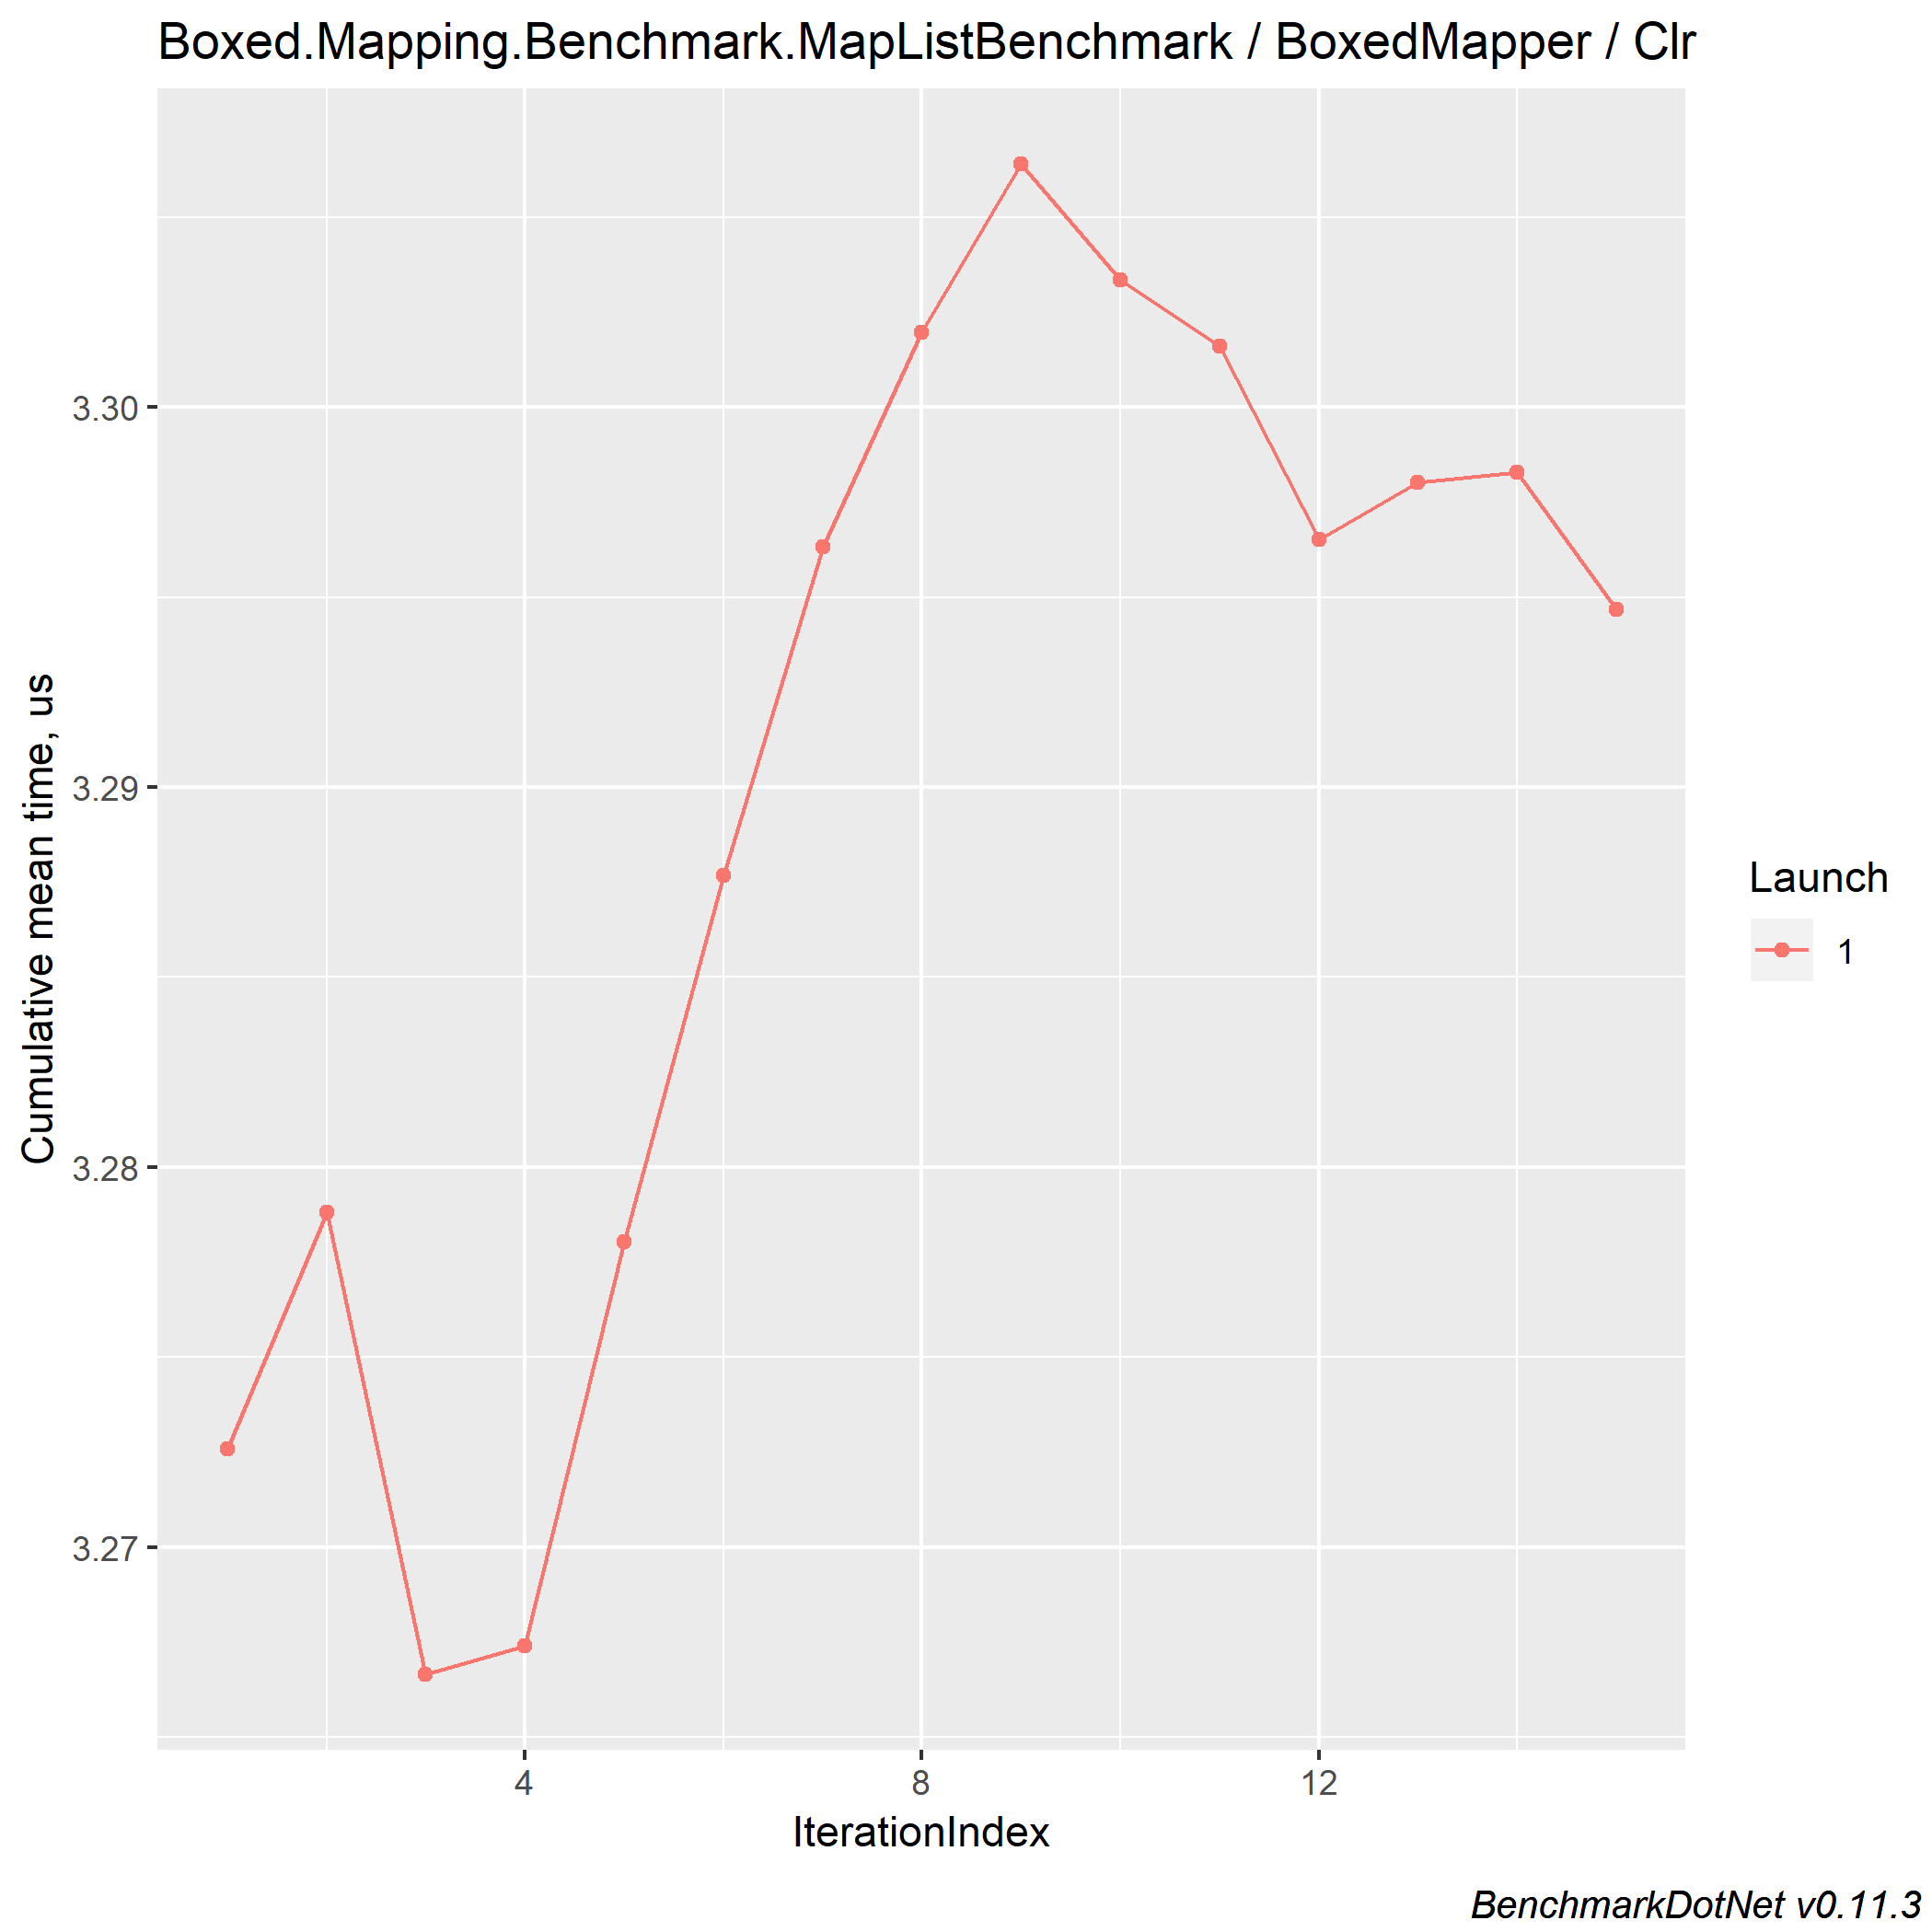 Boxed.Mapping.Benchmark.MapListBenchmark / BoxedMapper / Clr
Cumulative mean time, us
3.30
3.29
3.28
3.27
4 8 12
IterationIndex
Launch
1
BenchmarkDotNet v0.11.3